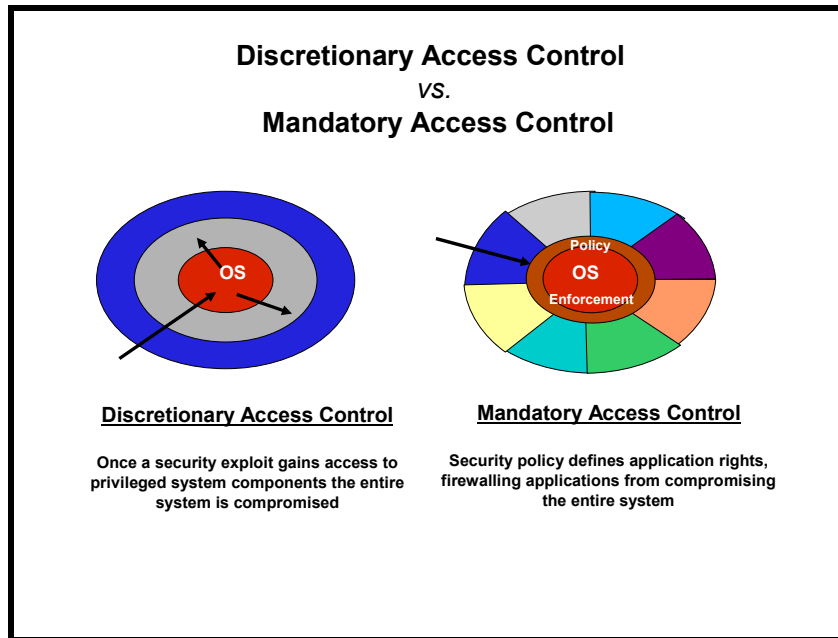 Discretionary Access Control
vs.
Mandatory Access Control
OS
Policy
OS
Enforcement
Discretionary Access Control
Once a security exploit gains access to
privileged system components the entire
system is compromised
Mandatory Access Control
Security policy defines application rights,
firewalling applications from compromising
the entire system